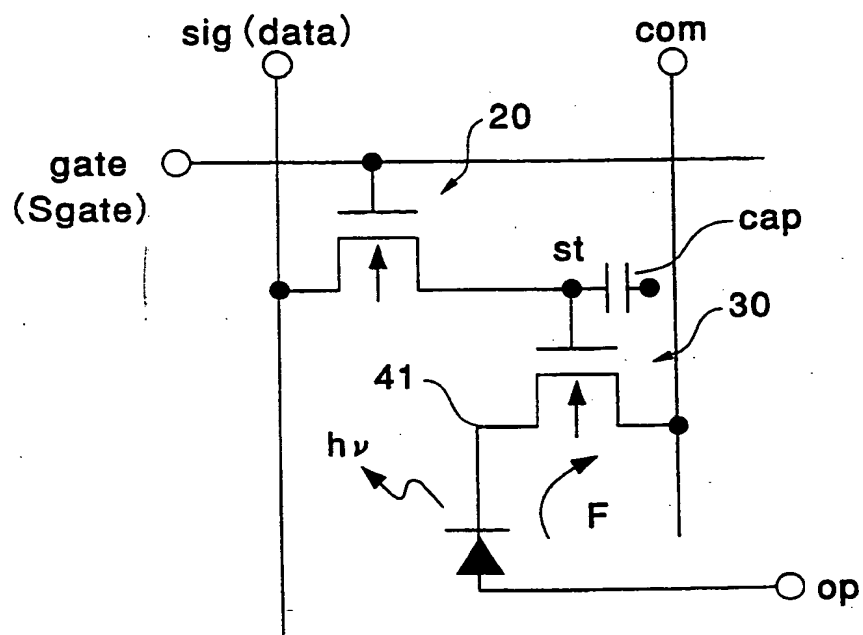 sig (data)
com
20
gate
(Sgate)
cap
st
30
41
hν
F
op